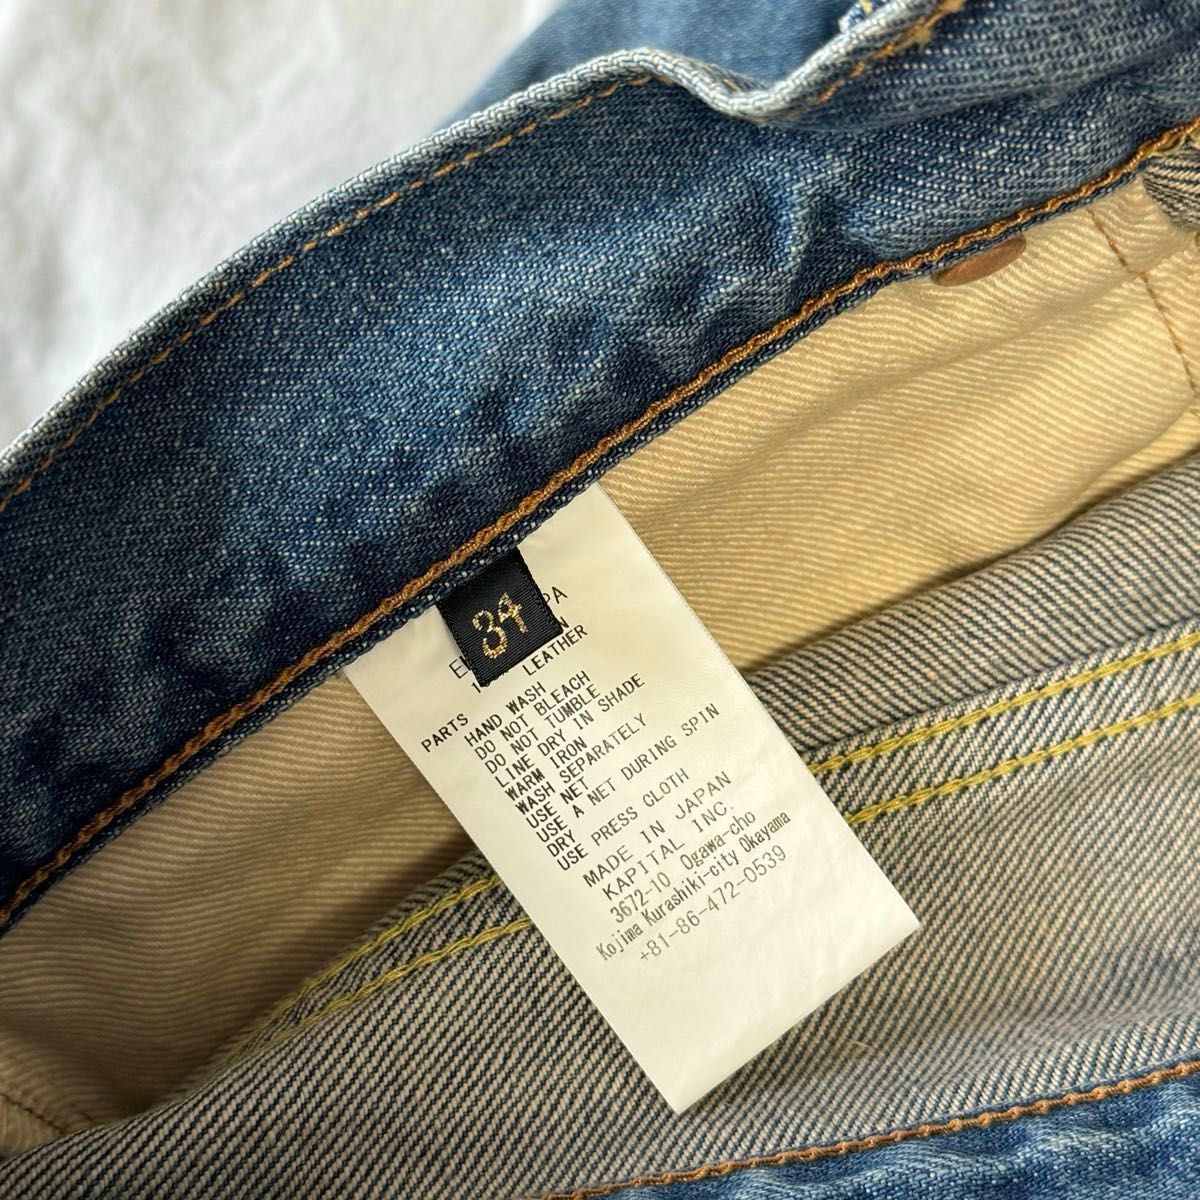 34
PA
LEATHER
PARTS
HAND WASH
DO NOT BLEACH
DO NOT TUMBLE
LINE DRY IN SHADE
WARM IRON
WASH SEPARATELY
USE NET
USE A NET DURING SPIN
DRY
USE PRESS CLOTH
MADE IN JAPAN
KAPITAL INC.
3672-10 Ogawa-cho
Kojima Kurashiki-city Okayama
+81-86-472-0539